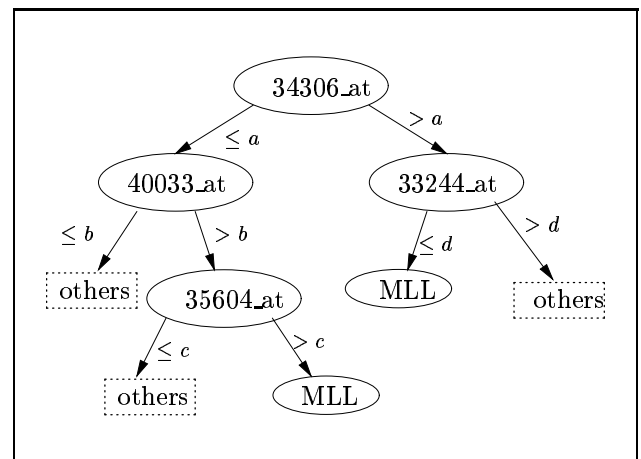 34306_at
≤ a
> a
40033_at
33244_at
≤ b
> b
≤ d
> d
others
35604_at
MLL
others
≤ c
> c
others
MLL